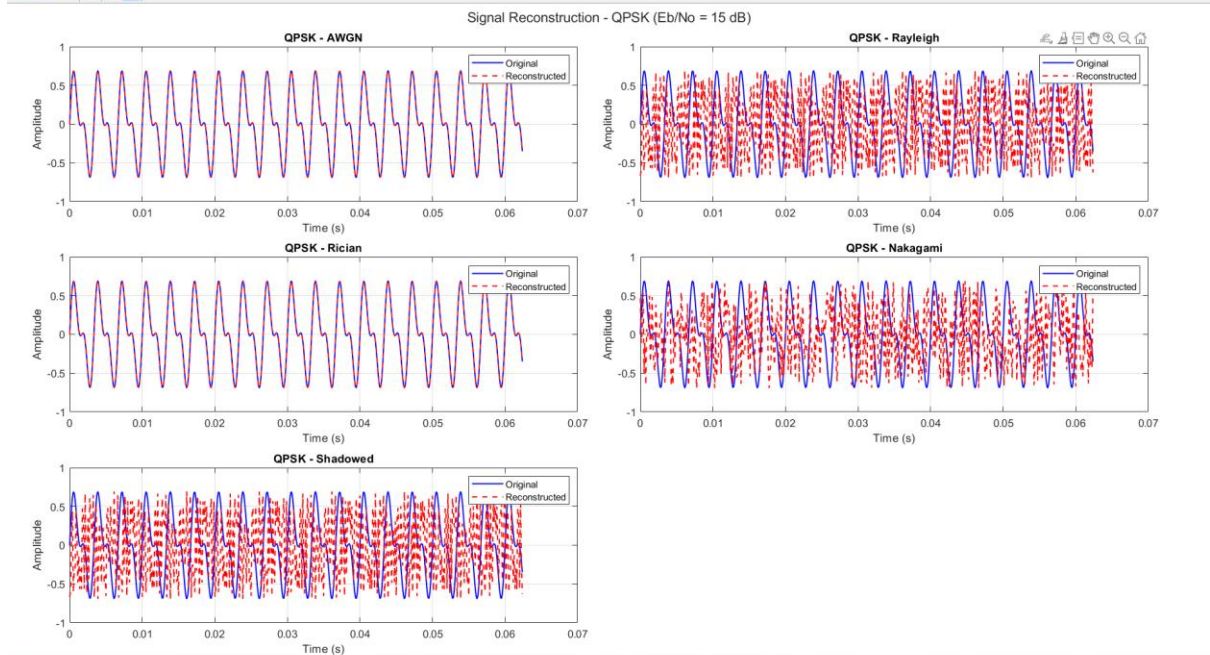 Signal Reconstruction - QPSK (Eb/No = 15 dB)
QPSK - AWGN
1
0.5
0
-0.5
-1
Amplitude
Original
Reconstructed
0 0.01 0.02 0.03 0.04 0.05 0.06 0.07
Time (s)
QPSK - Rayleigh
1
0.5
0
-0.5
-1
Amplitude
Original
Reconstructed
0 0.01 0.02 0.03 0.04 0.05 0.06 0.07
Time (s)
QPSK - Rician
1
0.5
0
-0.5
-1
Amplitude
Original
Reconstructed
0 0.01 0.02 0.03 0.04 0.05 0.06 0.07
Time (s)
QPSK - Nakagami
1
0.5
0
-0.5
-1
Amplitude
Original
Reconstructed
0 0.01 0.02 0.03 0.04 0.05 0.06 0.07
Time (s)
QPSK - Shadowed
1
0.5
0
-0.5
-1
Amplitude
Original
Reconstructed
0 0.01 0.02 0.03 0.04 0.05 0.06 0.07
Time (s)